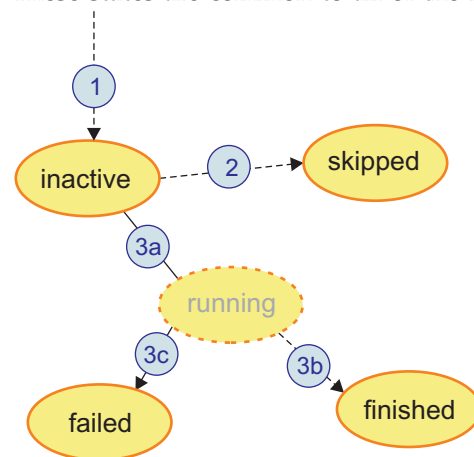 1
inactive
2
skipped
3a
running
3c
3b
failed
finished